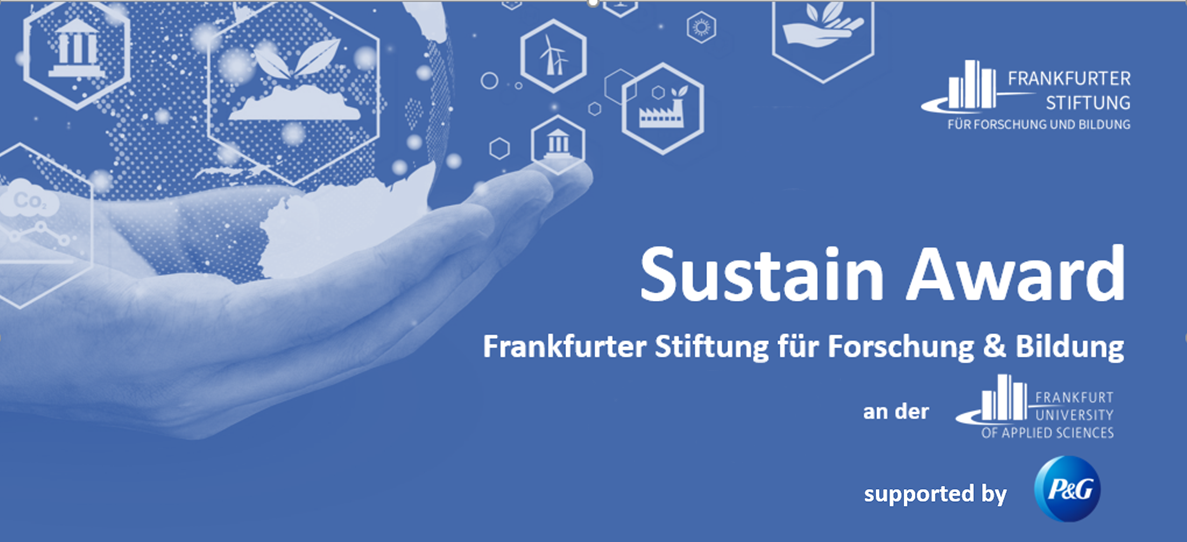 Co2
FRANKFURTER
STIFTUNG
FÜR FORSCHUNG UND BILDUNG
Sustain Award
Frankfurter Stiftung für Forschung & Bildung
an der
FRANKFURT
UNIVERSITY
OF APPLIED SCIENCES
supported by
P&G